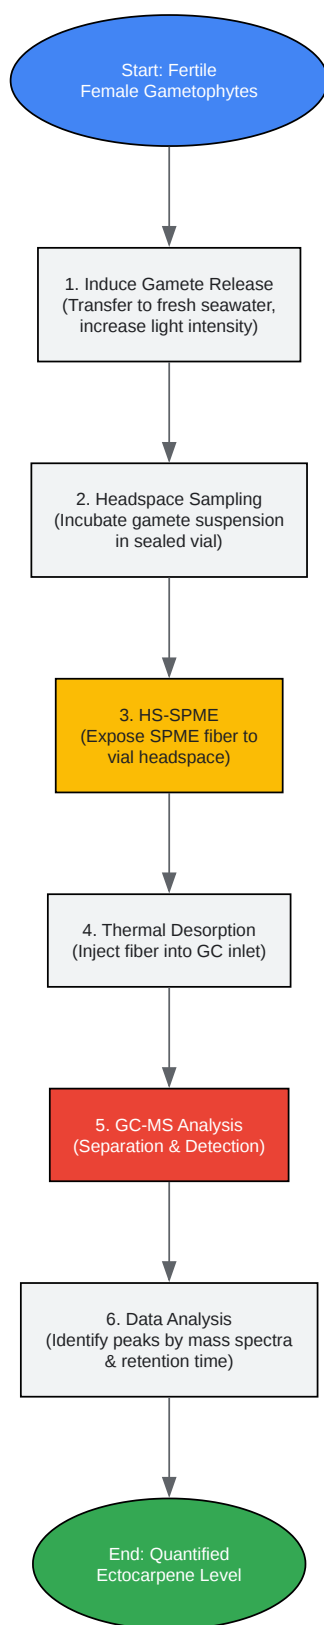 Start: Fertile
Female Gametophytes
1. Induce Gamete Release
(Transfer to fresh seawater,
increase light intensity)
2. Headspace Sampling
(Incubate gamete suspension
in sealed vial)
3. HS-SPME
(Expose SPME fiber to
vial headspace)
4. Thermal Desorption
(Inject fiber into GC inlet)
5. GC-MS Analysis
(Separation & Detection)
6. Data Analysis
(Identify peaks by mass spectra
& retention time)
End: Quantified
Ectocarpene Level